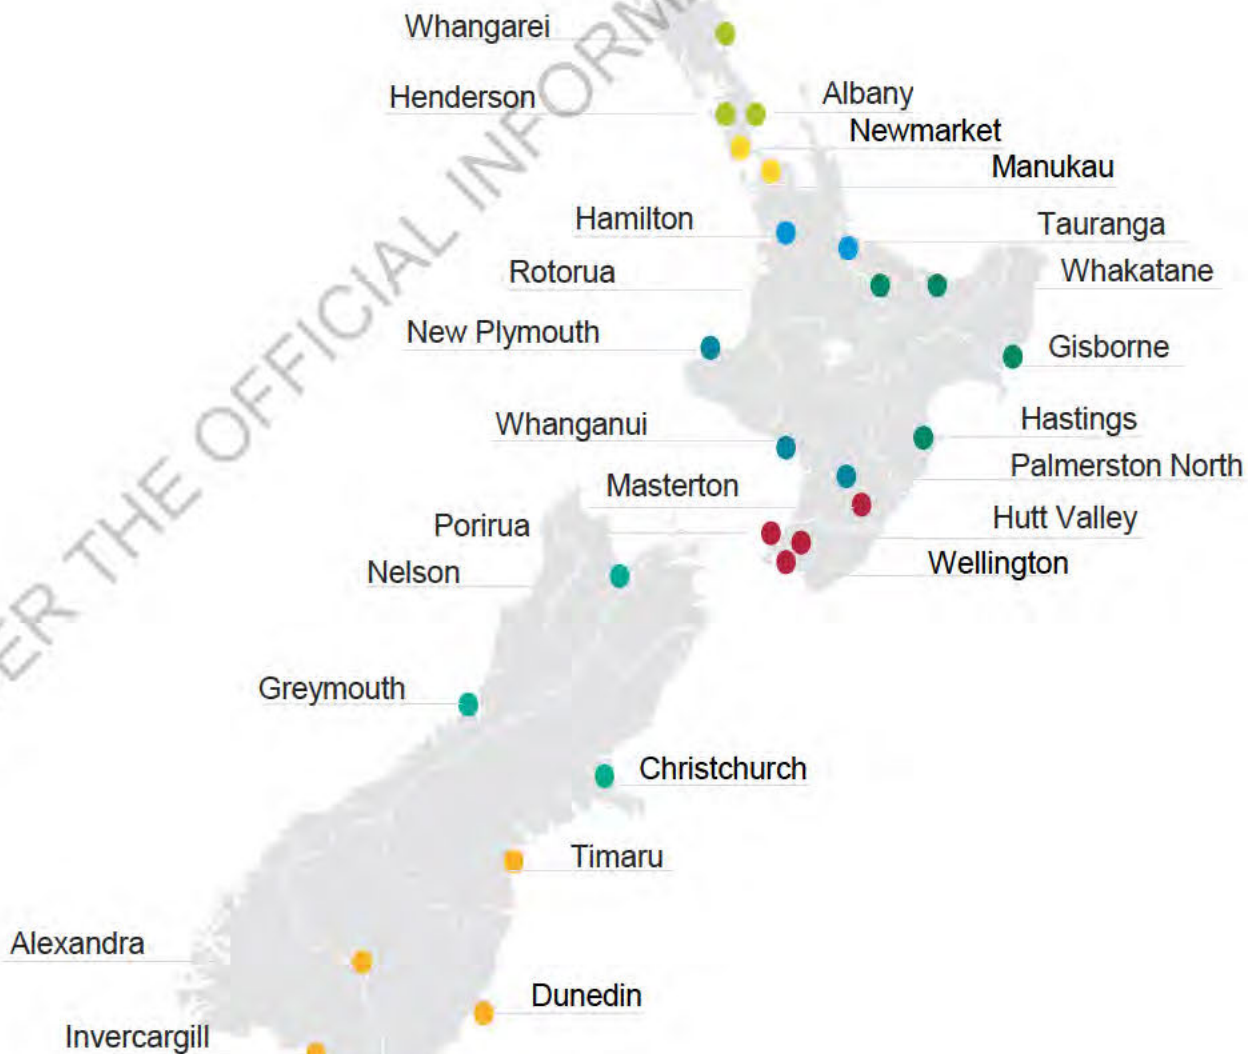 Whangarei
Henderson
Albany
Newmarket
Manukau
Hamilton
Tauranga
Rotorua
Whakatane
New Plymouth
Gisborne
Whanganui
Hastings
Palmerston North
Masterton
Porirua
Hutt Valley
Nelson
Wellington
Greymouth
Christchurch
Timaru
Alexandra
Dunedin
Invercargill
ER THE OFFICIAL INFORM